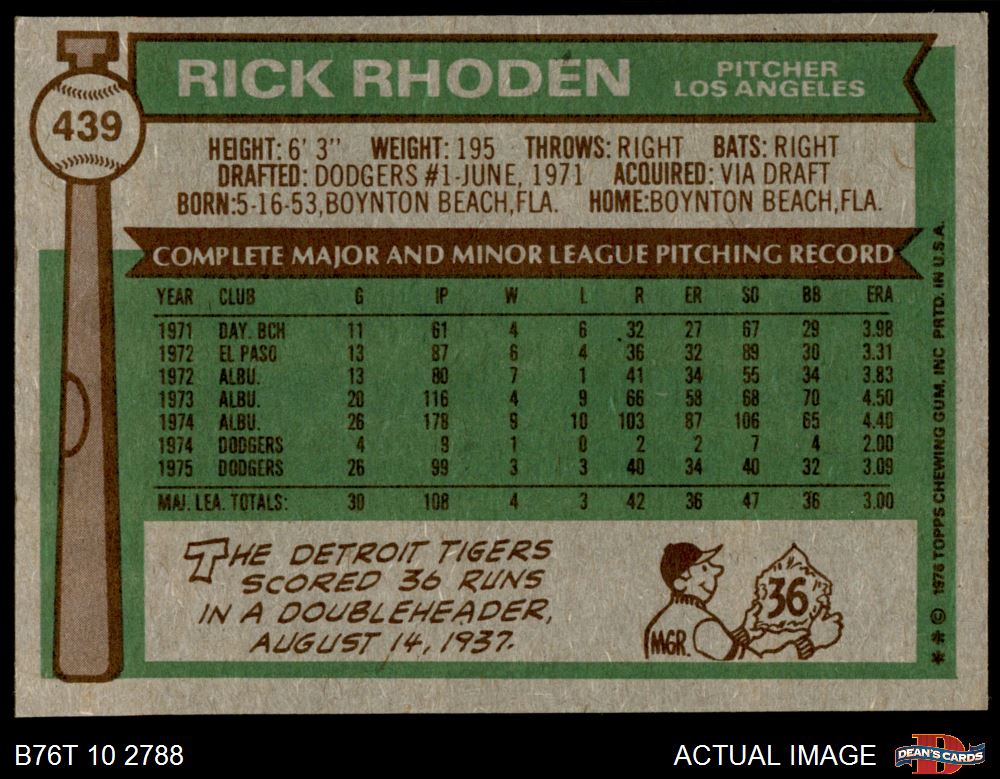 439
RICK RHODEN
PITCHER
LOS ANGELES
HEIGHT: 6' 3" WEIGHT: 195 THROWS: RIGHT BATS: RIGHT
DRAFTED: DODGERS #1-JUNE, 1971 ACQUIRED: VIA DRAFT
BORN:5-16-53,BOYNTON BEACH,FLA. HOME:BOYNTON BEACH,FLA.
COMPLETE MAJOR AND MINOR LEAGUE PITCHING RECORD
YEAR CLUB G IP W L R ER SO BB ERA
1971 DAY. BCH 11 61 4 6 32 27 67 29 3.98
1972 EL PASO 13 87 6 4 36 32 89 30 3.31
1972 ALBU. 13 80 7 1 41 34 55 34 3.83
1973 ALBU. 20 116 4 9 66 58 68 70 4.50
1974 ALBU. 26 178 9 10 103 87 106 65 4.40
1974 DODGERS 4 9 1 0 2 2 7 4 2.00
1975 DODGERS 26 99 3 3 40 34 40 32 3.09
MAJ. LEA. TOTALS: 30 108 4 3 42 36 47 36 3.00
THE DETROIT TIGERS
SCORED 36 RUNS
IN A DOUBLEHEADER,
AUGUST 14, 1937.
MGR.
36
* * © 1976 TOPPS CHEWING GUM, INC PRTD. IN U.S.A.
B76T 10 2788
ACTUAL IMAGE
DEAN'S CARDS